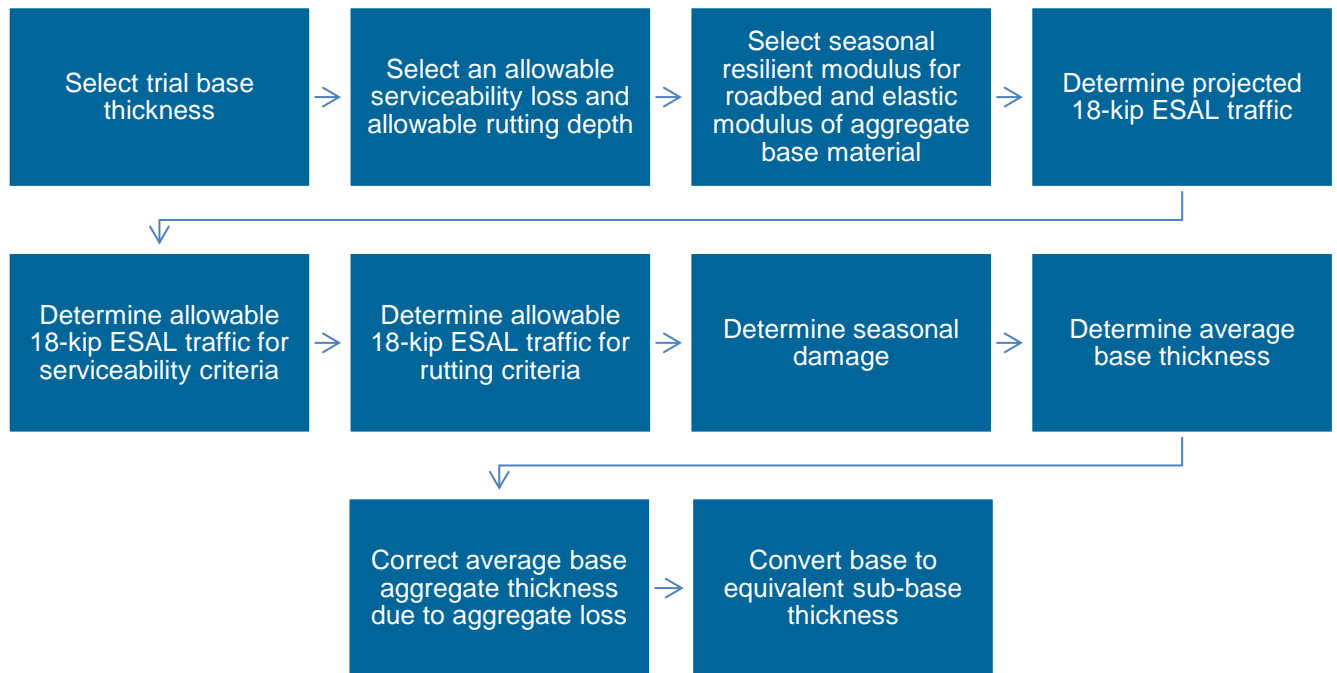 Select trial base
thickness
Select an allowable
serviceability loss and
allowable rutting depth
Select seasonal
resilient modulus for
roadbed and elastic
modulus of aggregate
base material
Determine projected
18-kip ESAL traffic
Determine allowable
18-kip ESAL traffic for
serviceability criteria
Determine allowable
18-kip ESAL traffic for
rutting criteria
Determine seasonal
damage
Determine average
base thickness
Correct average base
aggregate thickness
due to aggregate loss
Convert base to
equivalent sub-base
thickness